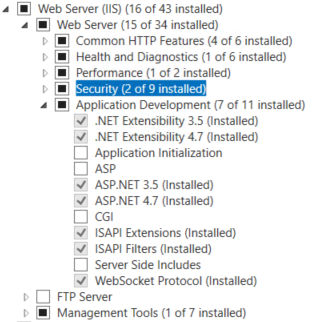 Web Server (IIS) (16 of 43 installed)
Web Server (15 of 34 installed)
Common HTTP Features (4 of 6 installed)
Health and Diagnostics (1 of 6 installed)
Performance (1 of 2 installed)
Security (2 of 9 installed)
Application Development (7 of 11 installed)
.NET Extensibility 3.5 (Installed)
.NET Extensibility 4.7 (Installed)
Application Initialization
ASP
ASP.NET 3.5 (Installed)
ASP.NET 4.7 (Installed)
CGI
ISAPI Extensions (Installed)
ISAPI Filters (Installed)
Server Side Includes
WebSocket Protocol (Installed)
FTP Server
Management Tools (1 of 7 installed)